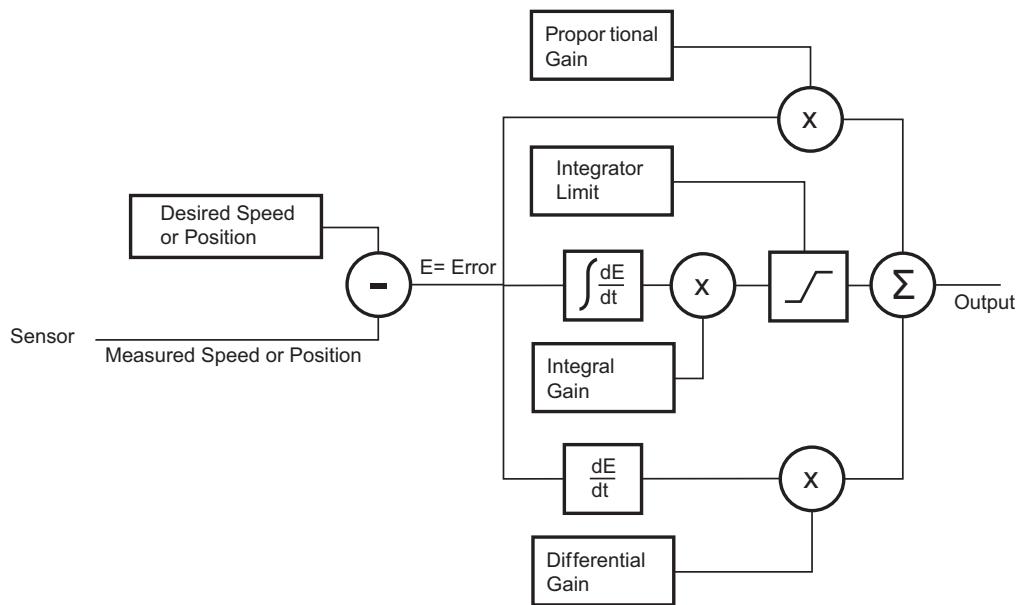 Propor tional
Gain
X
Integrator
Limit
Desired Speed
or Position
E= Error
-
∫ dE
dt
X
Σ
Output
Sensor
Measured Speed or Position
Integral
Gain
dE
dt
X
Differential
Gain